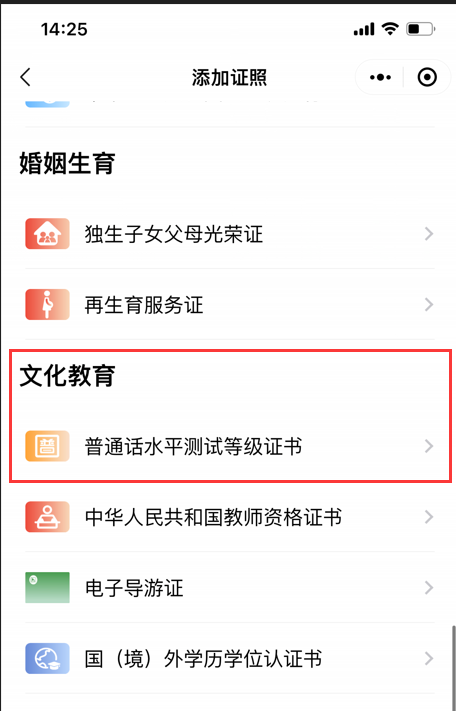 14:25
添加证照
婚姻生育
独生子女父母光荣证
再生育服务证
文化教育
普
普通话水平测试等级证书
中华人民共和国教师资格证书
电子导游证
国（境）外学历学位认证书